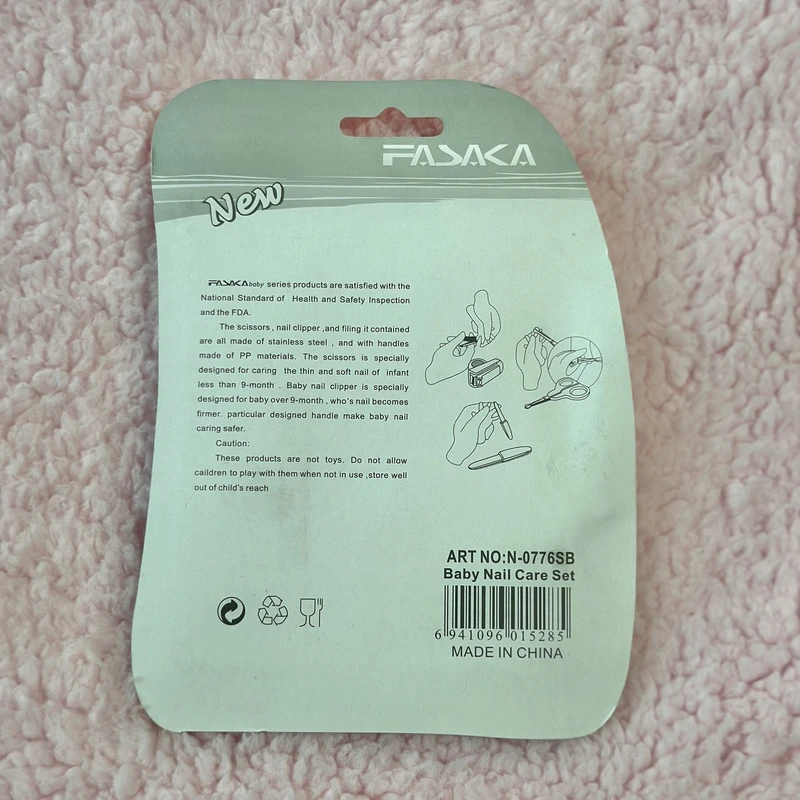 FASAKA
New
FASAKA baby series products are satisfied with the
National Standard of Health and Safety Inspection
and the FDA.
The scissors , nail clipper ,and filing it contained
are all made of stainless steel , and with handles
made of PP materials. The scissors is specially
designed for caring the thin and soft nail of infant
less than 9-month . Baby nail clipper is specially
designed for baby over 9-month , who's nail becomes
firmer. particular designed handle make baby nail
caring safer.
Caution:
These products are not toys. Do not allow
caildren to play with them when not in use ,store well
out of child's reach
ART NO:N-0776SB
Baby Nail Care Set
6 941096 015285
MADE IN CHINA